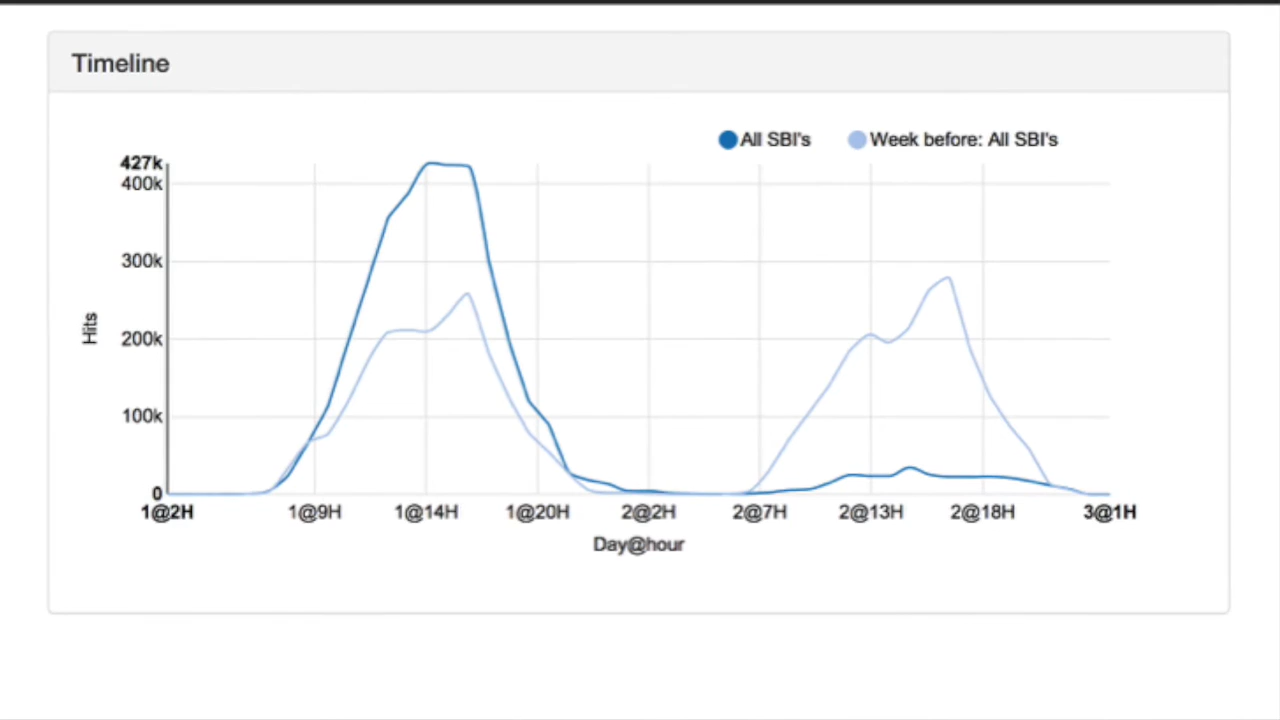 Timeline
All SBI's
Week before: All SBI's
427k
400k
300k
200k
100k
0
Hits
1@2H
1@9H
1@14H
1@20H
2@2H
2@7H
2@13H
2@18H
3@1H
Day@hour